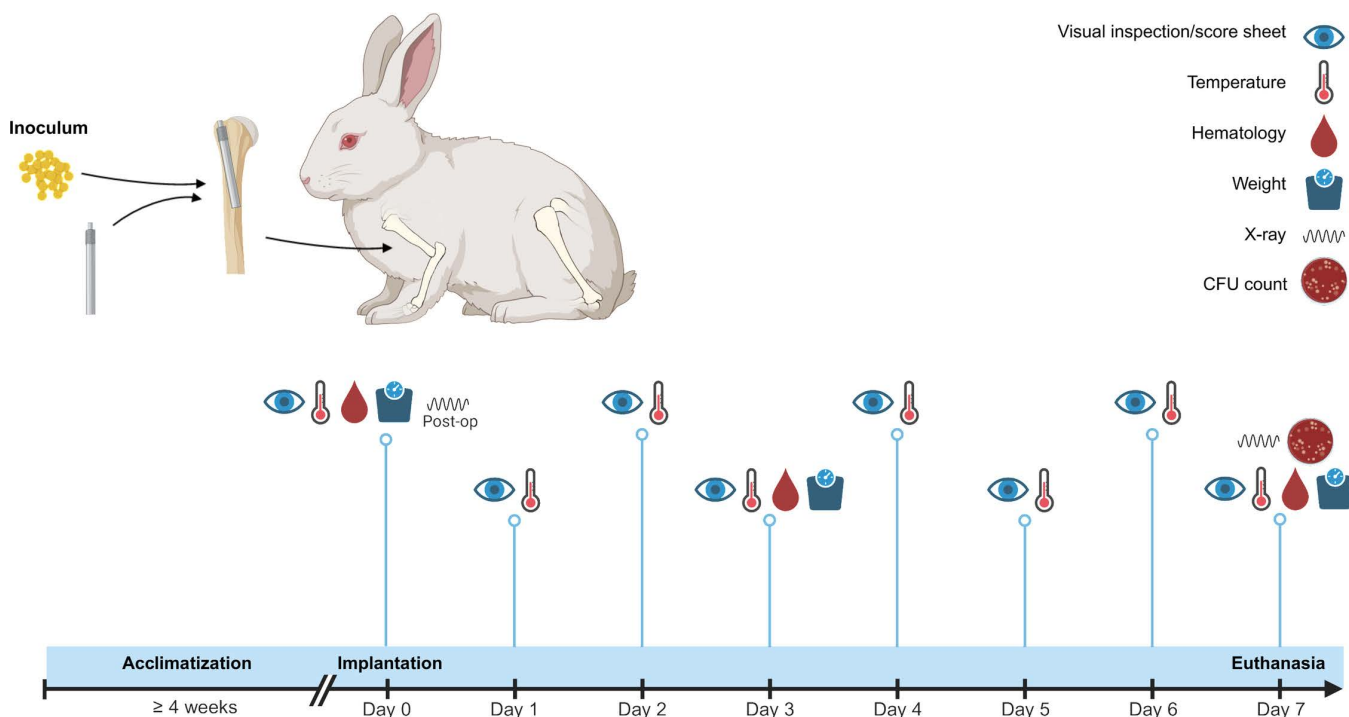 Visual inspection/score sheet
Temperature
Hematology
Weight
X-ray
CFU count
Inoculum
Post-op
Acclimatization
Implantation
Euthanasia
≥ 4 weeks
Day 0
Day 1
Day 2
Day 3
Day 4
Day 5
Day 6
Day 7